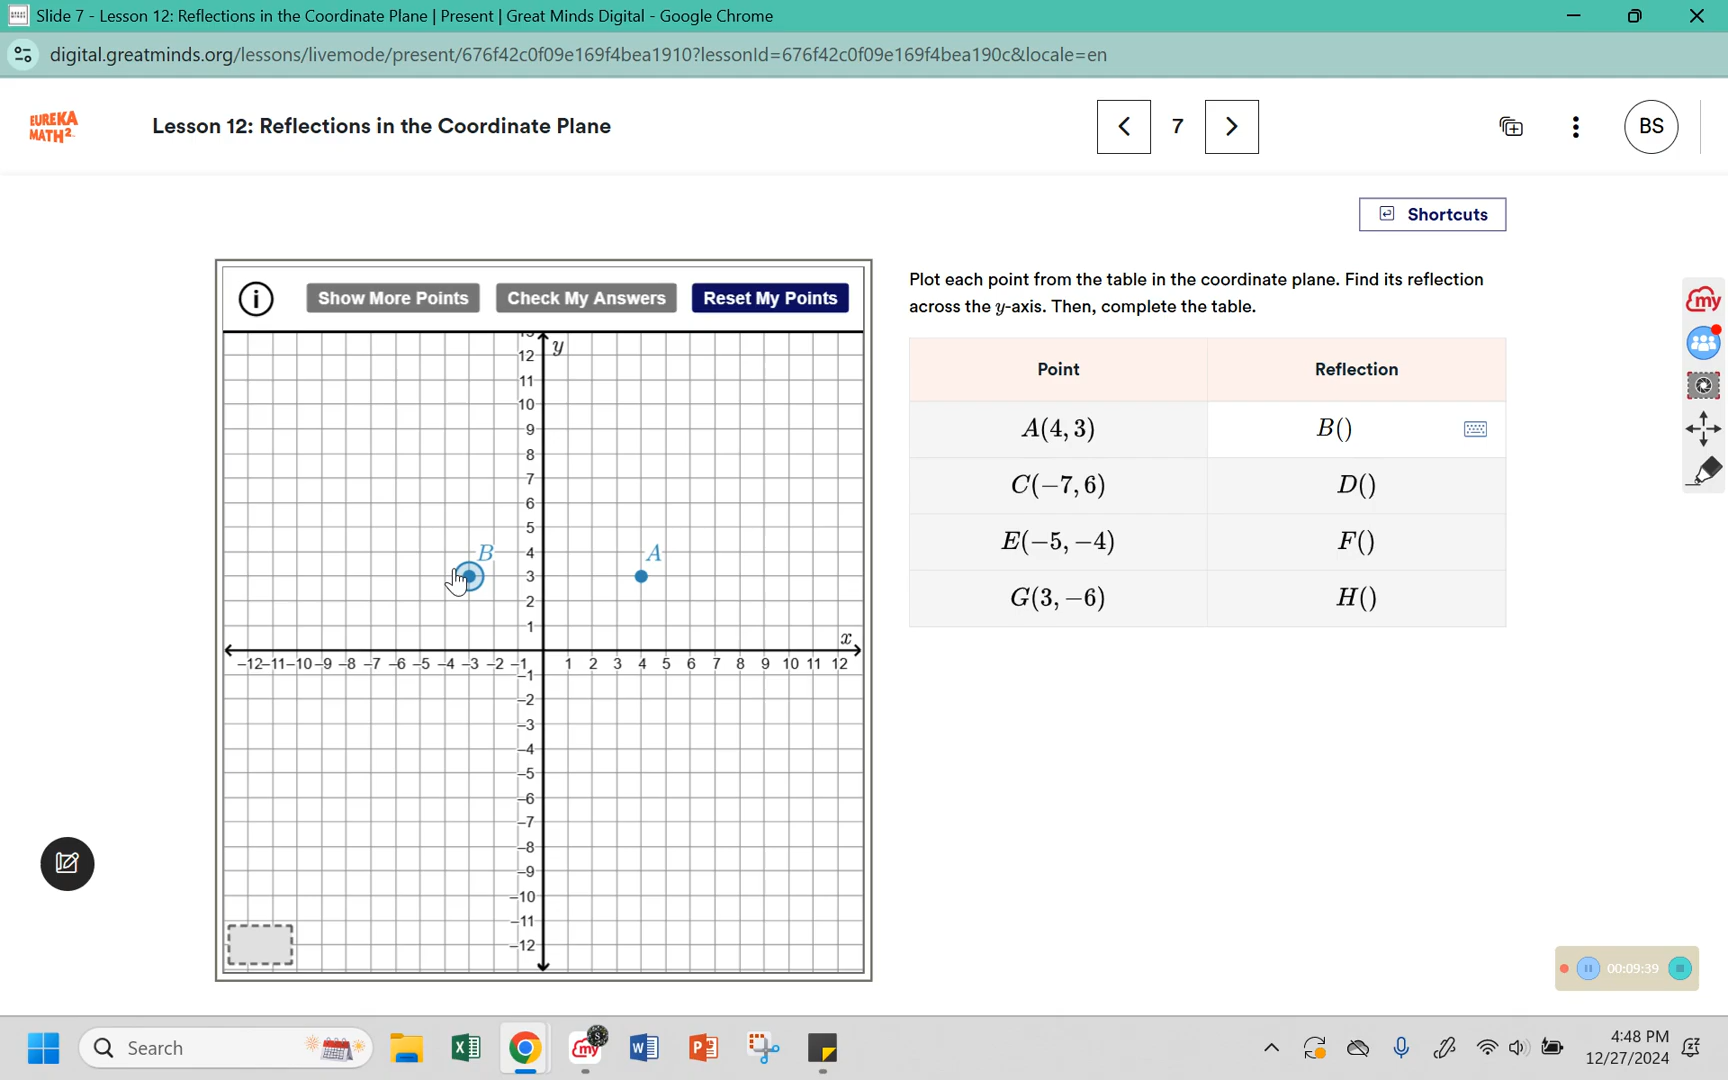 Slide 7 - Lesson 12: Reflections in the Coordinate Plane | Present | Great Minds Digital - Google Chrome
digital.greatminds.org/lessons/livemode/present/676f42c0f09e169f4bea1910?lessonId=676f42c0f09e169f4bea190c&locale=en
EUREKA
MATH²
Lesson 12: Reflections in the Coordinate Plane
7
BS
Shortcuts
i
Show More Points
Check My Answers
Reset My Points
Plot each point from the table in the coordinate plane. Find its reflection
across the y-axis. Then, complete the table.
Point
Reflection
A(4, 3)
B()
C(−7, 6)
D()
E(−5, −4)
F()
G(3, −6)
H()
y
12
11
10
9
8
7
6
5
4
3
2
1
B
A
x
−12 −11 −10 −9 −8 −7 −6 −5 −4 −3 −2 −1 1 2 3 4 5 6 7 8 9 10 11 12
−1
−2
−3
−4
−5
−6
−7
−8
−9
−10
−11
−12
my
00:09:39
Search
4:48 PM
12/27/2024